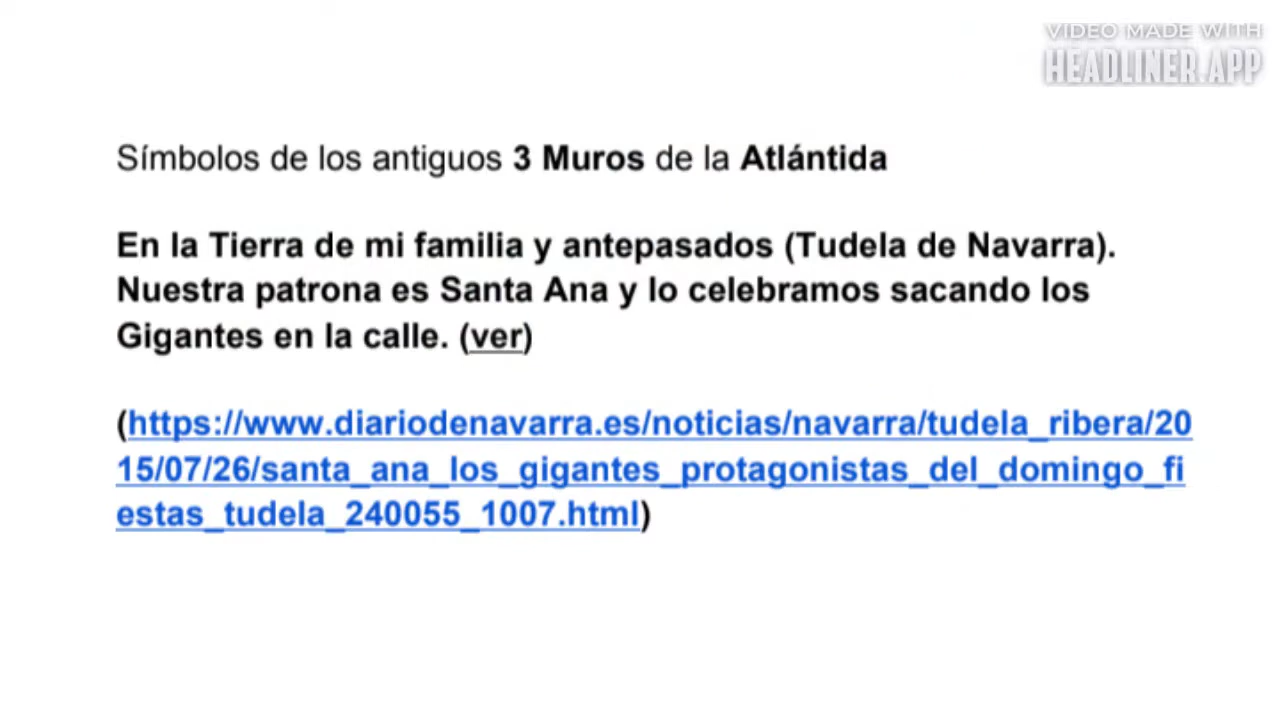 VIDEO MADE WITH
HEADLINER.APP
Símbolos de los antiguos 3 Muros de la Atlántida
En la Tierra de mi familia y antepasados (Tudela de Navarra).
Nuestra patrona es Santa Ana y lo celebramos sacando los
Gigantes en la calle. (ver)
(https://www.diariodenavarra.es/noticias/navarra/tudela_ribera/20
15/07/26/santa_ana_los_gigantes_protagonistas_del_domingo_fi
estas_tudela_240055_1007.html)